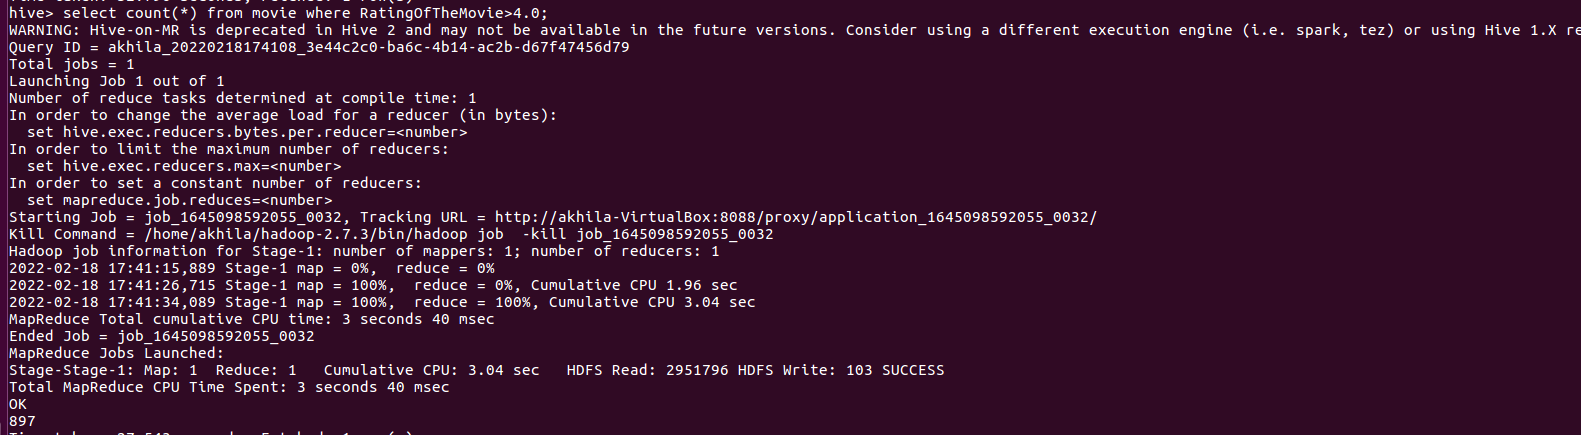 hive> select count(*) from movie where RatingOfTheMovie>4.0;
WARNING: Hive-on-MR is deprecated in Hive 2 and may not be available in the future versions. Consider using a different execution engine (i.e. spark, tez) or using Hive 1.X re
Query ID = akhila_20220218174108_3e44c2c0-ba6c-4b14-ac2b-d67f47456d79
Total jobs = 1
Launching Job 1 out of 1
Number of reduce tasks determined at compile time: 1
In order to change the average load for a reducer (in bytes):
  set hive.exec.reducers.bytes.per.reducer=<number>
In order to limit the maximum number of reducers:
  set hive.exec.reducers.max=<number>
In order to set a constant number of reducers:
  set mapreduce.job.reduces=<number>
Starting Job = job_1645098592055_0032, Tracking URL = http://akhila-VirtualBox:8088/proxy/application_1645098592055_0032/
Kill Command = /home/akhila/hadoop-2.7.3/bin/hadoop job  -kill job_1645098592055_0032
Hadoop job information for Stage-1: number of mappers: 1; number of reducers: 1
2022-02-18 17:41:15,889 Stage-1 map = 0%,  reduce = 0%
2022-02-18 17:41:26,715 Stage-1 map = 100%,  reduce = 0%, Cumulative CPU 1.96 sec
2022-02-18 17:41:34,089 Stage-1 map = 100%,  reduce = 100%, Cumulative CPU 3.04 sec
MapReduce Total cumulative CPU time: 3 seconds 40 msec
Ended Job = job_1645098592055_0032
MapReduce Jobs Launched:
Stage-Stage-1: Map: 1  Reduce: 1   Cumulative CPU: 3.04 sec   HDFS Read: 2951796 HDFS Write: 103 SUCCESS
Total MapReduce CPU Time Spent: 3 seconds 40 msec
OK
897